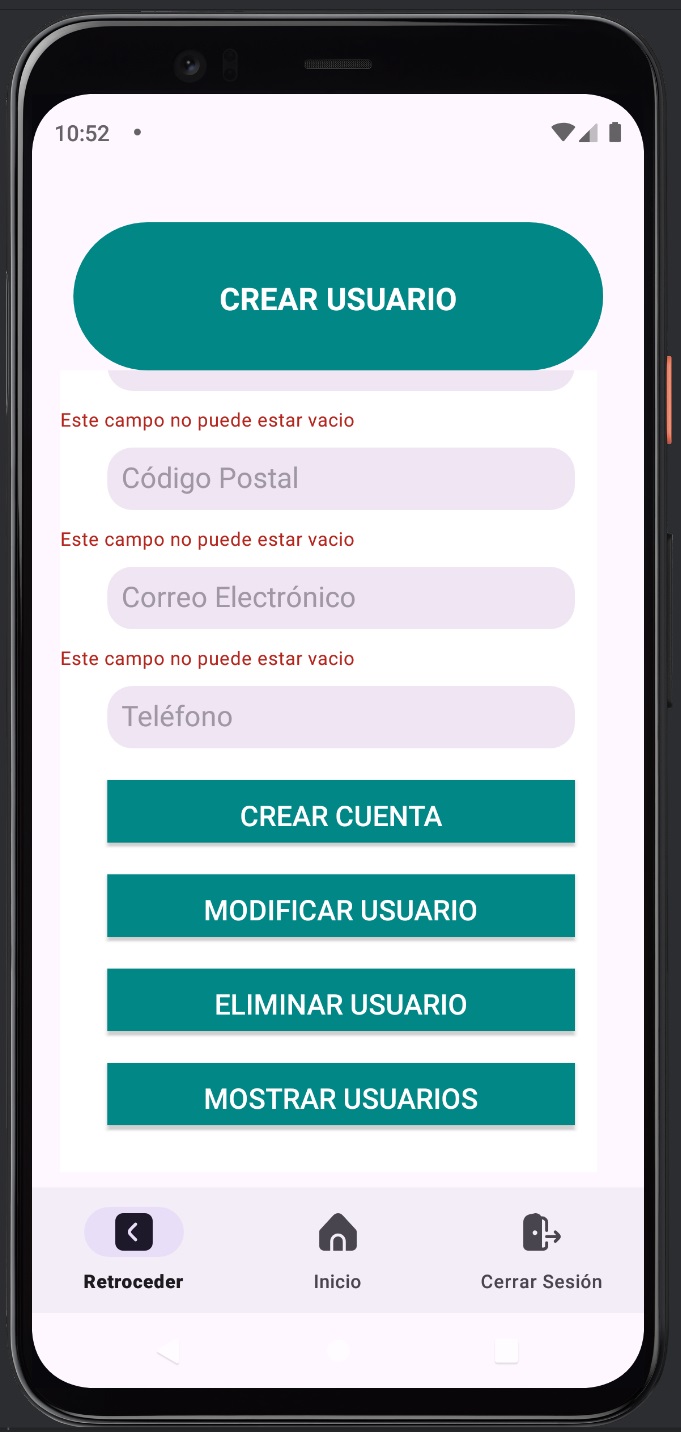 10:52
CREAR USUARIO
Este campo no puede estar vacio
Código Postal
Este campo no puede estar vacio
Correo Electrónico
Este campo no puede estar vacio
Teléfono
CREAR CUENTA
MODIFICAR USUARIO
ELIMINAR USUARIO
MOSTRAR USUARIOS
Retroceder
Inicio
Cerrar Sesión